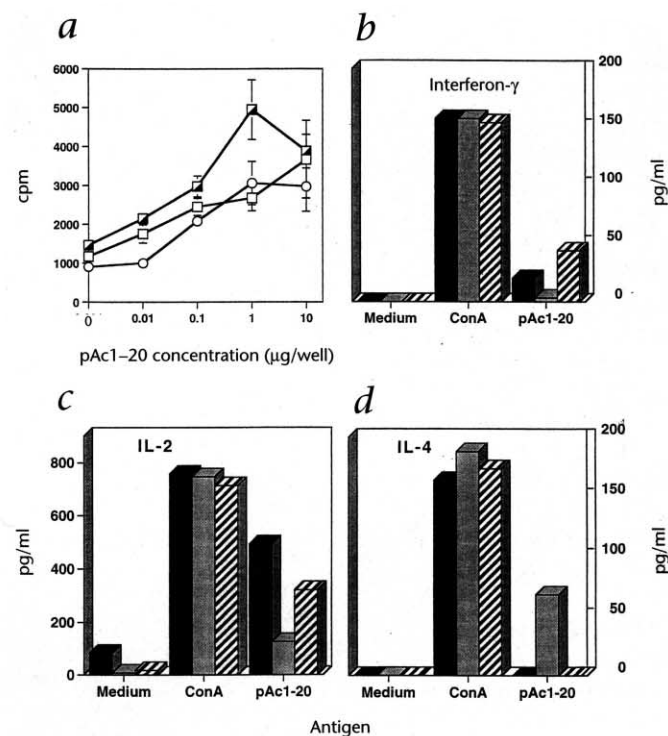 a
6000
5000
4000
3000
2000
1000
0
cpm
0 0.01 0.1 1 10
pAc1–20 concentration (µg/well)
b
Interferon-γ
200
150
100
50
0
pg/ml
Medium ConA pAc1-20
c
IL-2
800
600
400
200
0
pg/ml
Medium ConA pAc1-20
d
IL-4
200
150
100
50
0
pg/ml
Medium ConA pAc1-20
Antigen